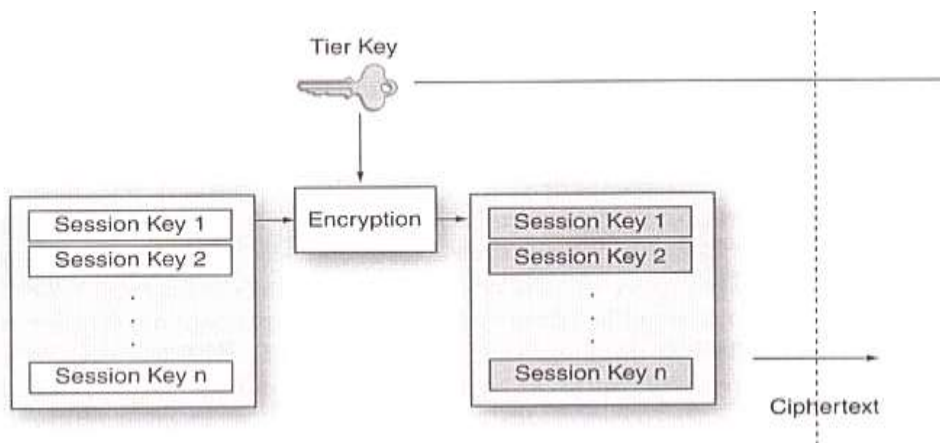 Tier Key
Session Key 1
Session Key 2
Session Key n
Encryption
Session Key 1
Session Key 2
Session Key n
Ciphertext